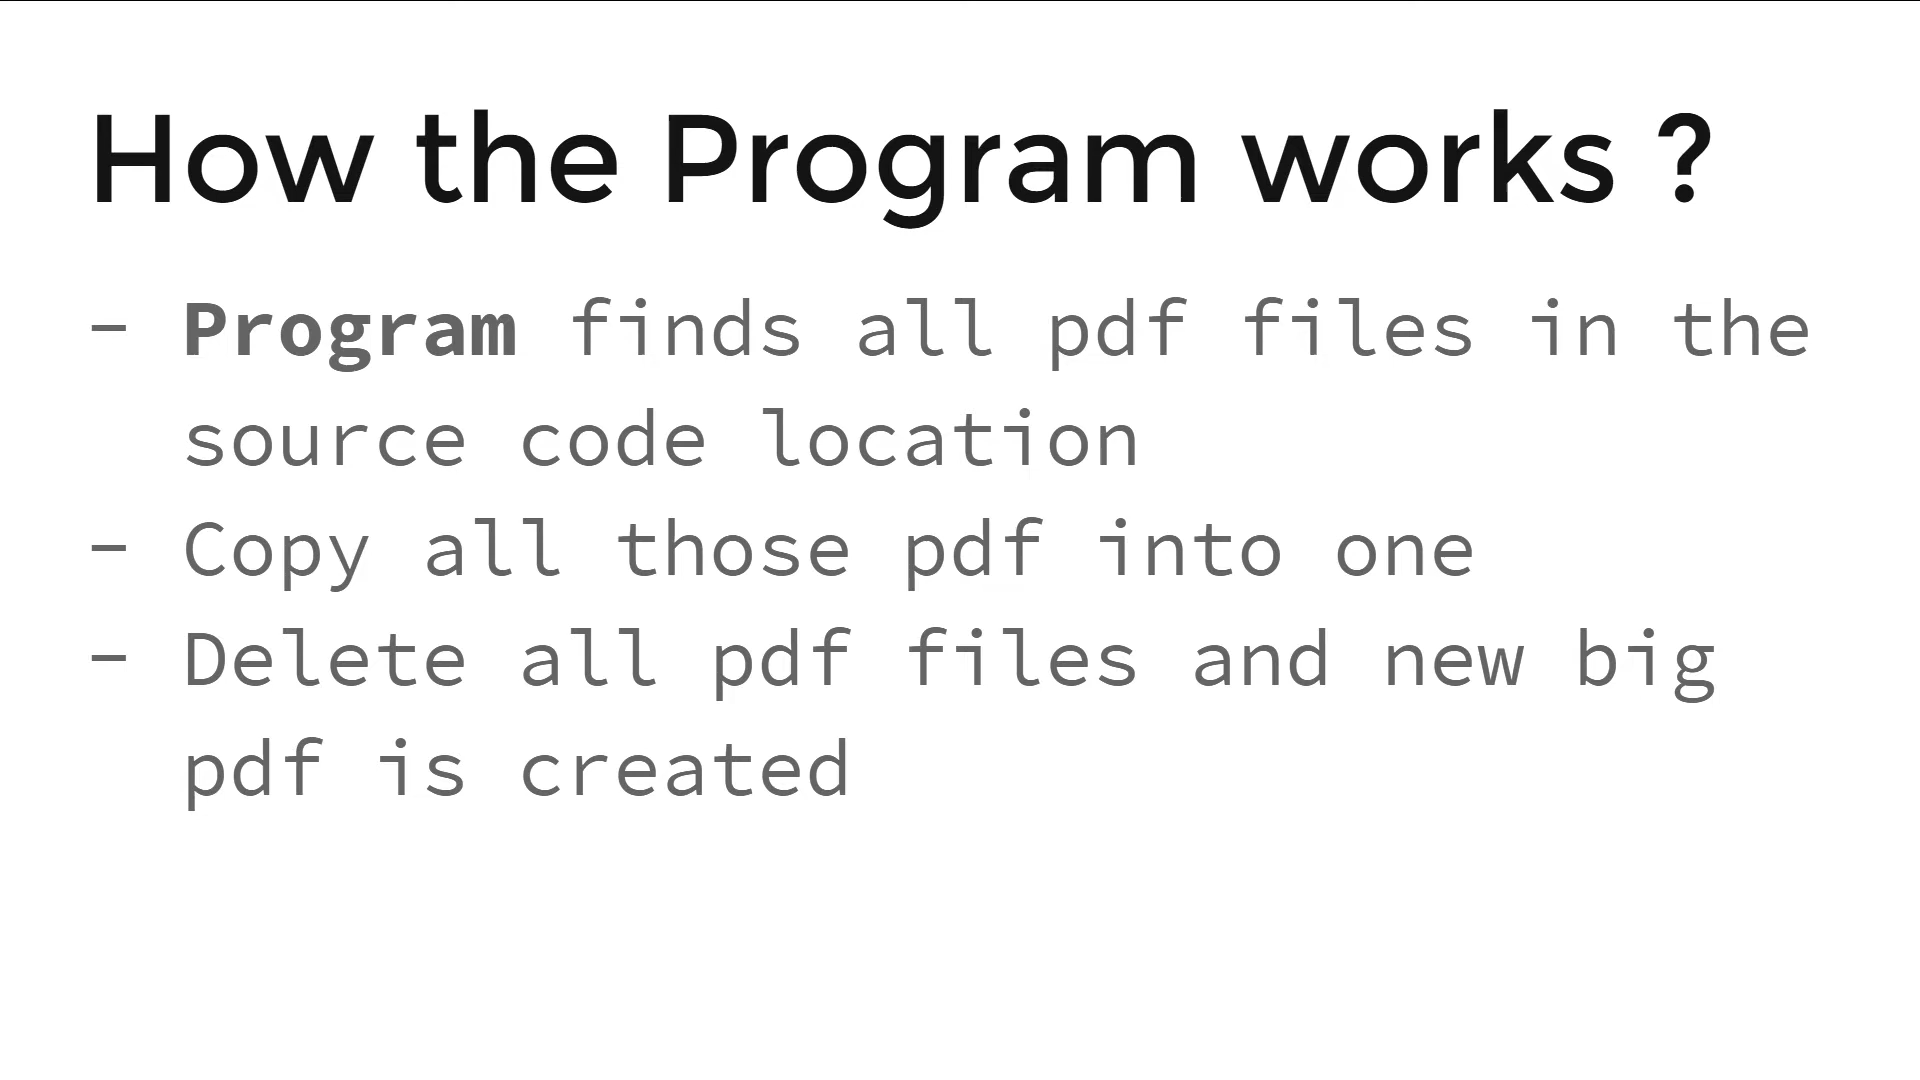 How the Program works ?
- Program finds all pdf files in the
source code location
- Copy all those pdf into one
- Delete all pdf files and new big
pdf is created